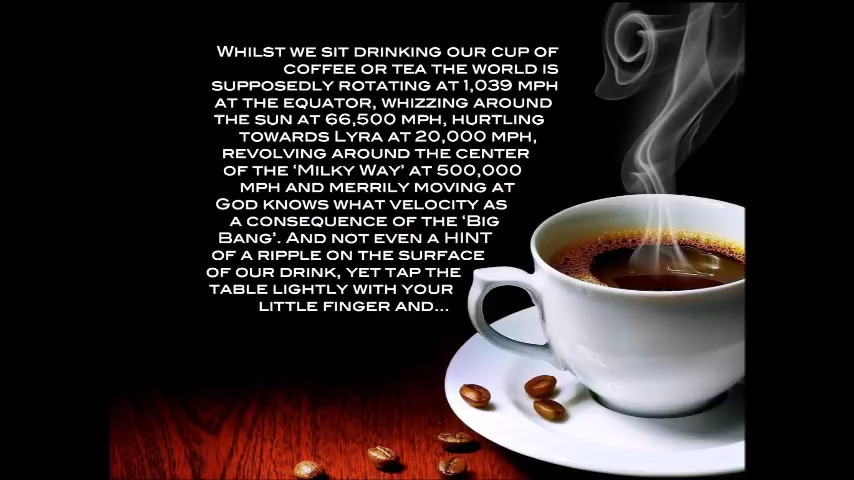 Whilst we sit drinking our cup of
coffee or tea the world is
supposedly rotating at 1,039 mph
at the equator, whizzing around
the sun at 66,500 mph, hurtling
towards Lyra at 20,000 mph,
revolving around the center
of the ‘Milky Way’ at 500,000
mph and merrily moving at
God knows what velocity as
a consequence of the ‘Big
Bang’. And not even a HINT
of a ripple on the surface
of our drink, yet tap the
table lightly with your
little finger and...